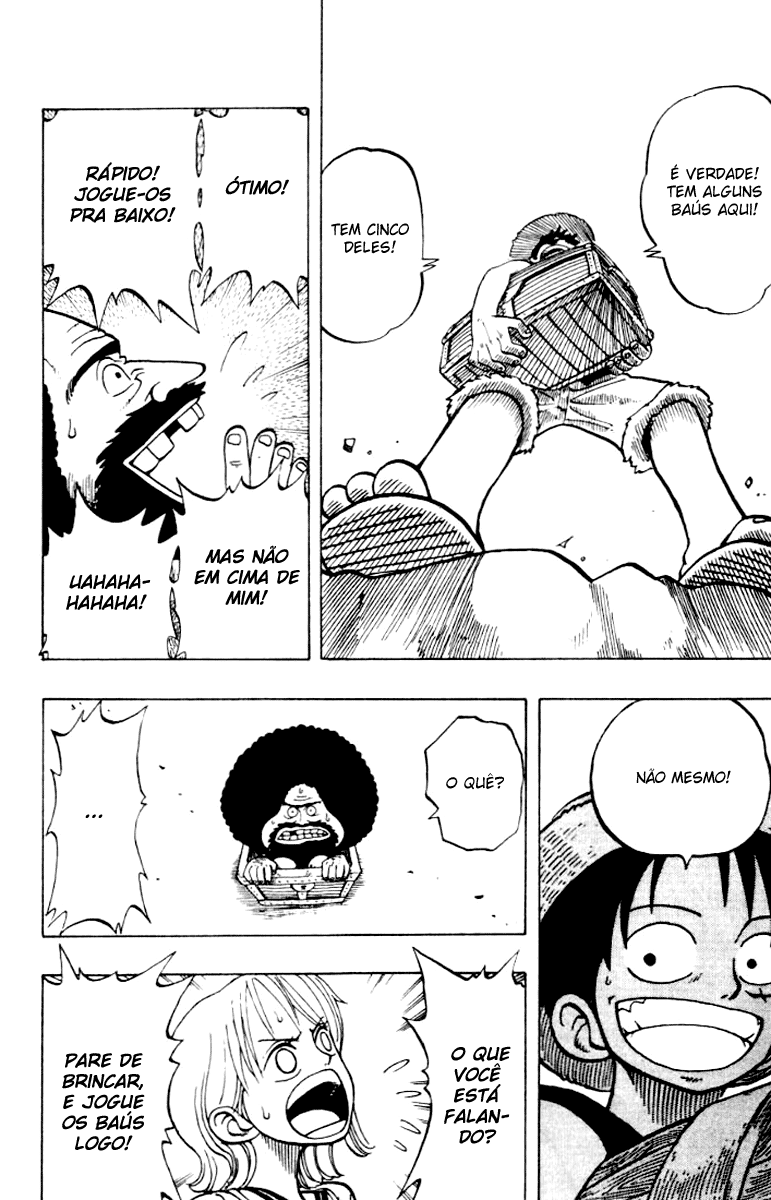 É VERDADE!
TEM ALGUNS
BAÚS AQUI!
TEM CINCO
DELES!
ÓTIMO!
RÁPIDO!
JOGUE-OS
PRA BAIXO!
MAS NÃO
EM CIMA DE
MIM!
UAHAHA-
HAHAHA!
NÃO MESMO!
O QUÊ?
...
O QUE
VOCÊ
ESTÁ
FALAN-
DO?
PARE DE
BRINCAR,
E JOGUE
OS BAÚS
LOGO!